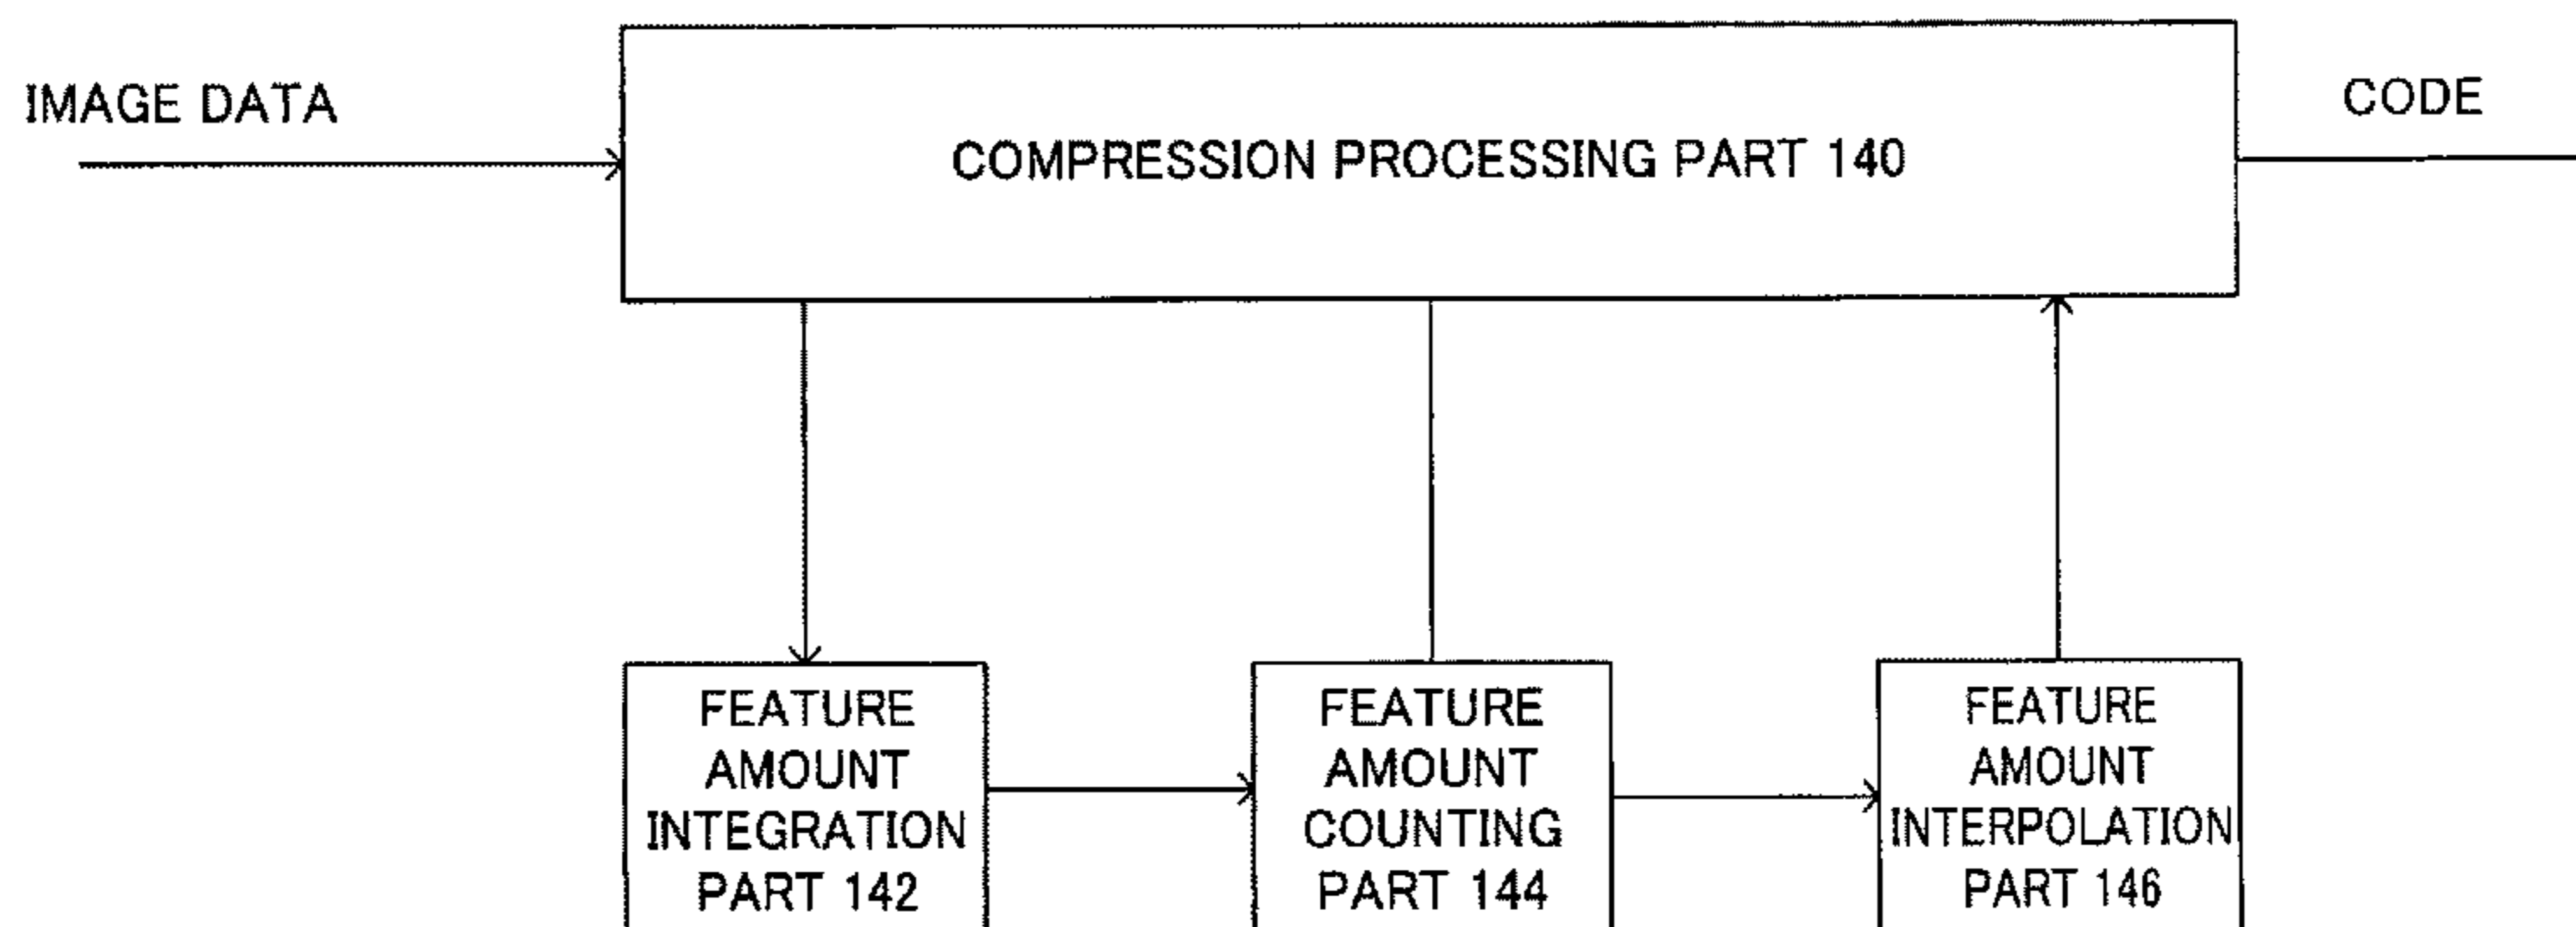 IMAGE DATA
COMPRESSION PROCESSING PART 140
CODE
FEATURE
AMOUNT
INTEGRATION
PART 142
FEATURE
AMOUNT
COUNTING
PART 144
FEATURE
AMOUNT
INTERPOLATION
PART 146